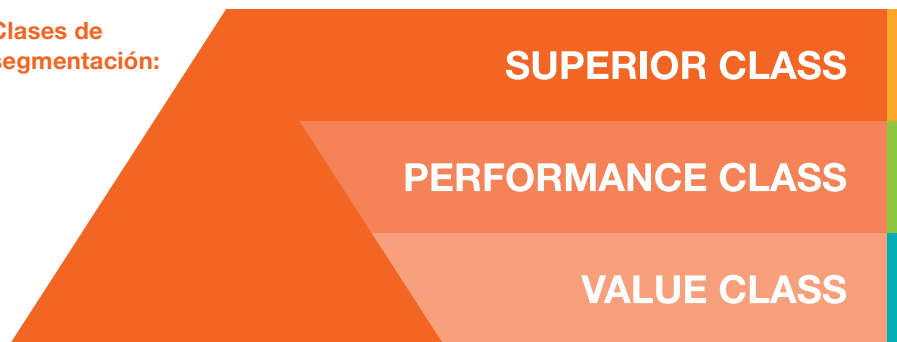 Clases de
segmentación:
SUPERIOR CLASS
PERFORMANCE CLASS
VALUE CLASS